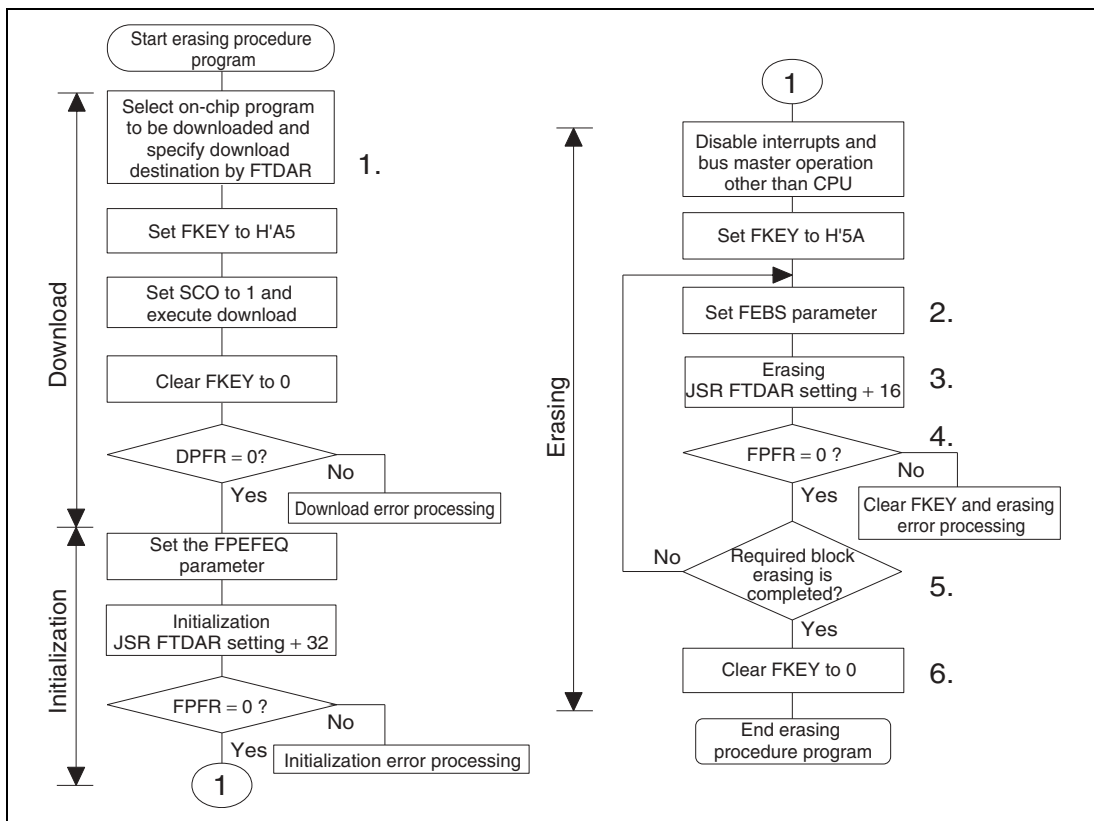 Start erasing procedure
program
Download
Select on-chip program
to be downloaded and
specify download
destination by FTDAR
1.
Set FKEY to H'A5
Set SCO to 1 and
execute download
Clear FKEY to 0
DPFR = 0?
No
Yes
Download error processing
Initialization
Set the FPEFEQ
parameter
Initialization
JSR FTDAR setting + 32
FPFR = 0 ?
No
Yes
Initialization error processing
1
1
Erasing
Disable interrupts and
bus master operation
other than CPU
Set FKEY to H'5A
Set FEBS parameter
2.
Erasing
JSR FTDAR setting + 16
3.
4.
FPFR = 0 ?
No
Yes
Clear FKEY and erasing
error processing
No
Required block
erasing is
completed?
5.
Yes
Clear FKEY to 0
6.
End erasing
procedure program